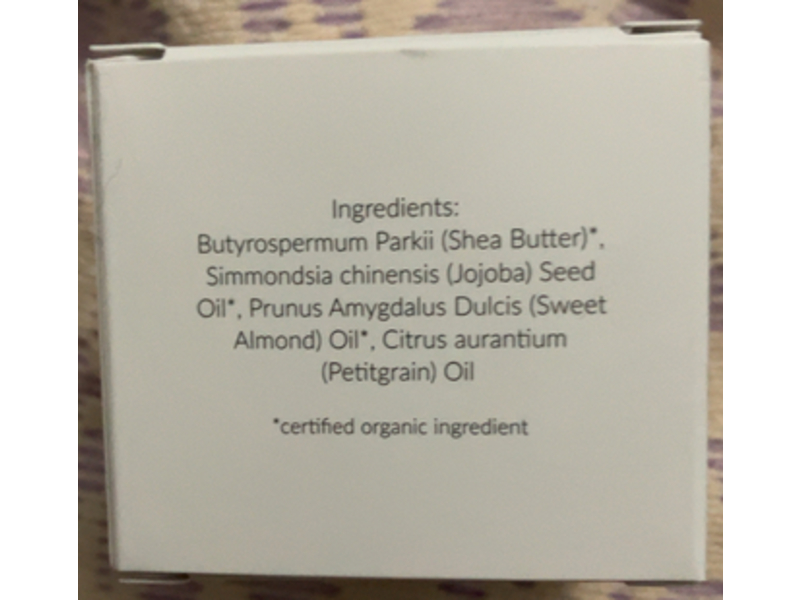 Ingredients:
Butyrospermum Parkii (Shea Butter)*,
Simmondsia chinensis (Jojoba) Seed
Oil*, Prunus Amygdalus Dulcis (Sweet
Almond) Oil*, Citrus aurantium
(Petitgrain) Oil
*certified organic ingredient